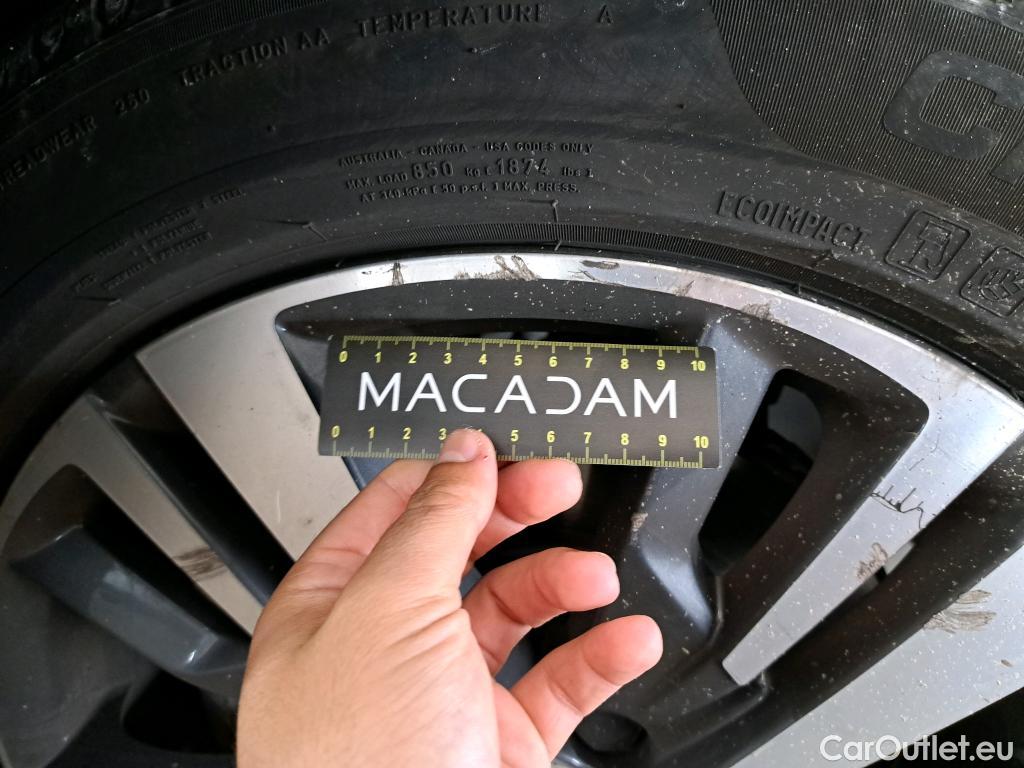 TREADWEAR 260 TRACTION AA TEMPERATURE A
AUSTRALIA - CANADA - USA CODES ONLY
MAX. LOAD 850 KG ( 1874 lbs )
AT 340 kPa ( 50 p.s.i. ) MAX. PRESS.
ECOIMPACT
0 1 2 3 4 5 6 7 8 9 10
MACADAM
0 1 2 3 5 6 7 8 9 10
CarOutlet.eu